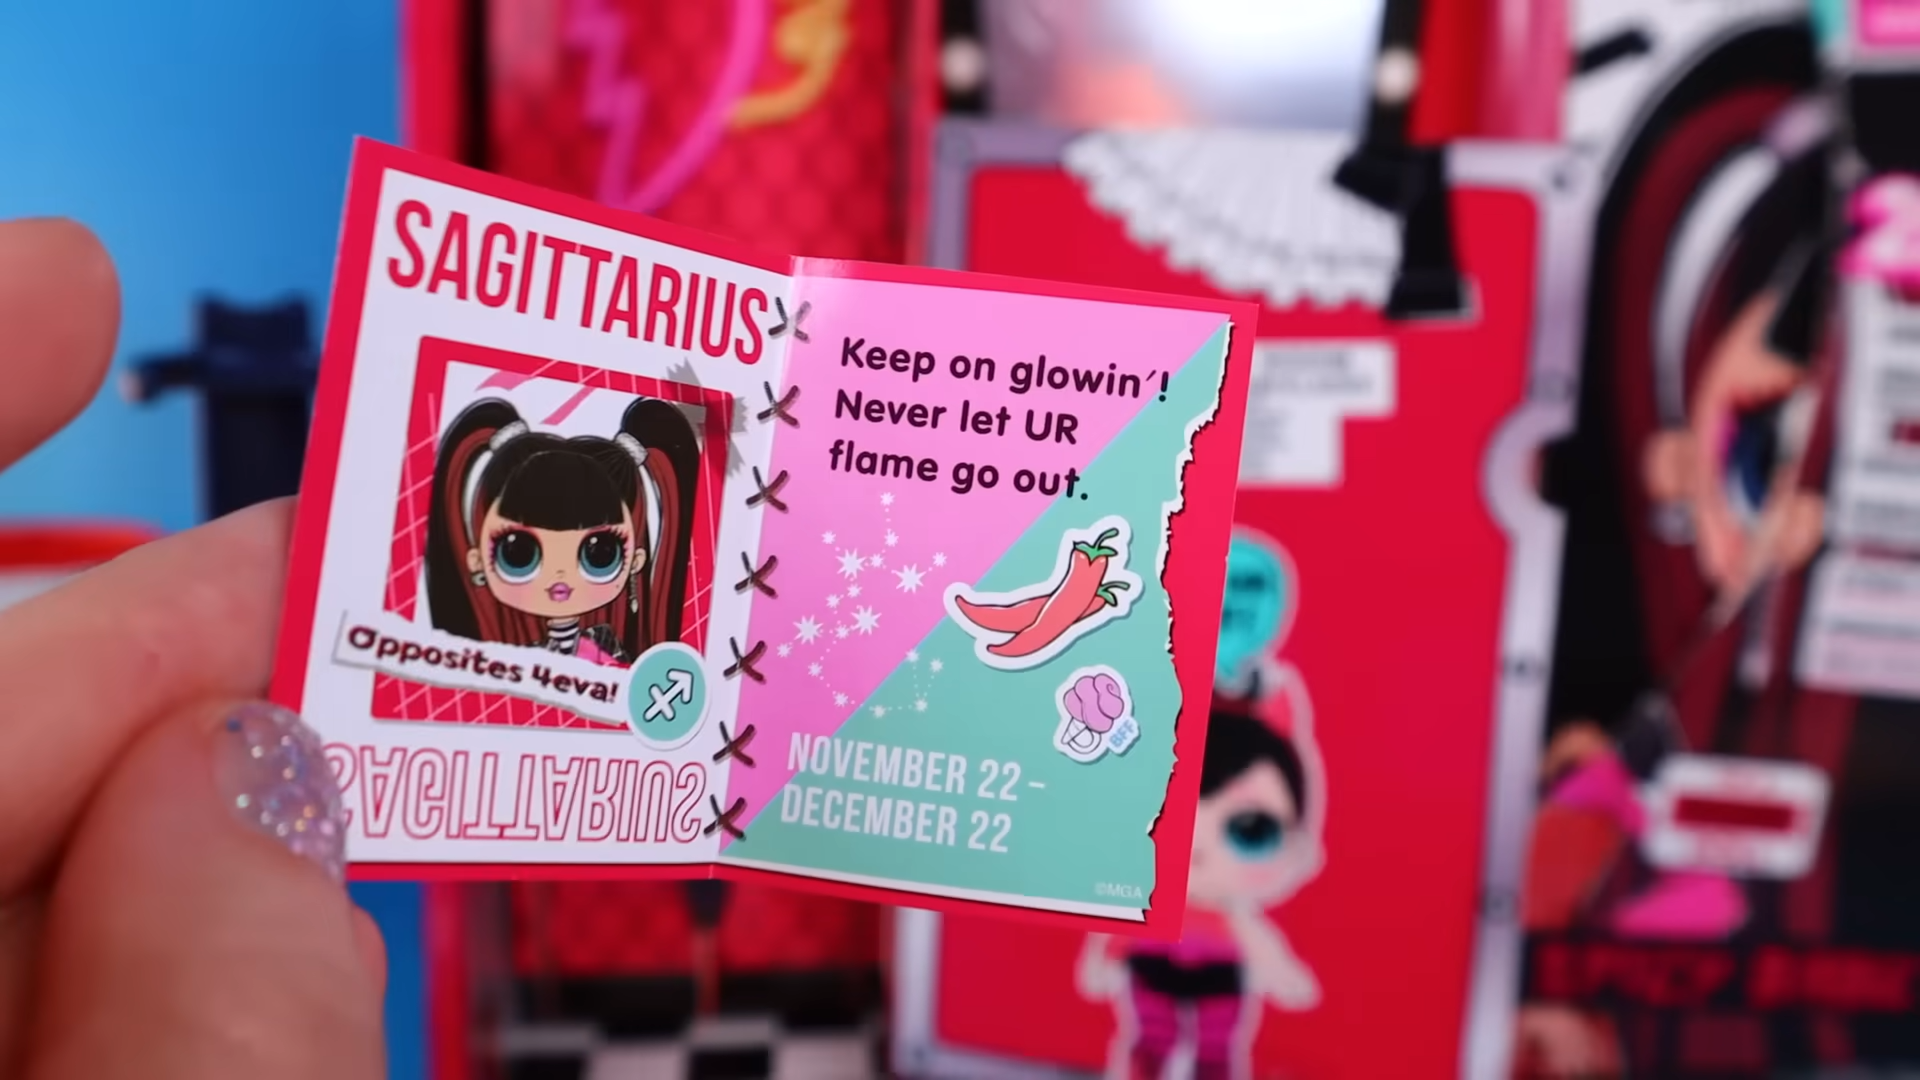 SAGITTARIUS
Opposites 4eva!
SAGITTARIUS
Keep on glowin'!
Never let UR
flame go out.
BFF
NOVEMBER 22 –
DECEMBER 22
©MGA